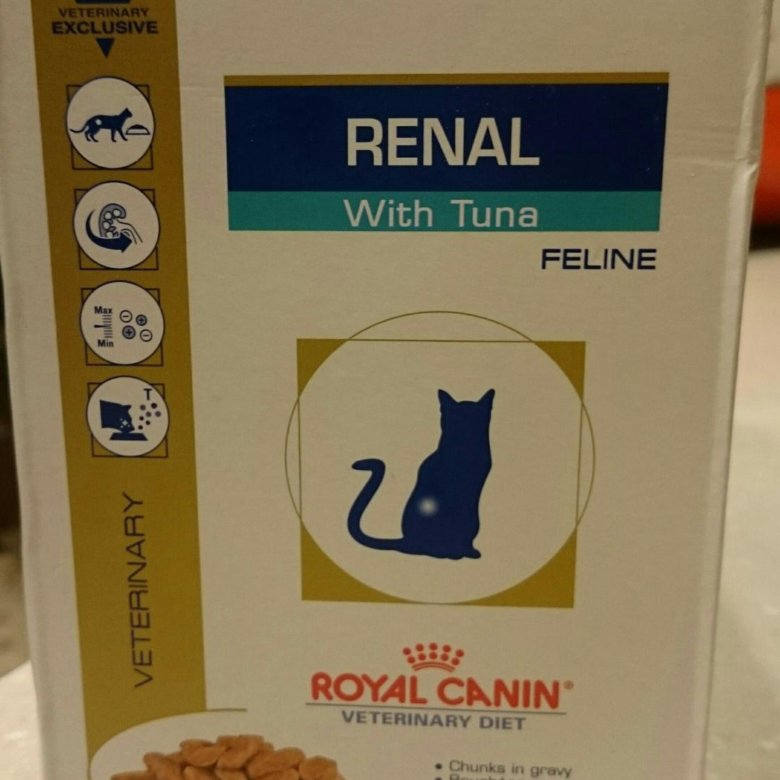 VETERINARY
EXCLUSIVE
RENAL
With Tuna
FELINE
Max
Min
T
VETERINARY
ROYAL CANIN®
VETERINARY DIET
• Chunks in gravy